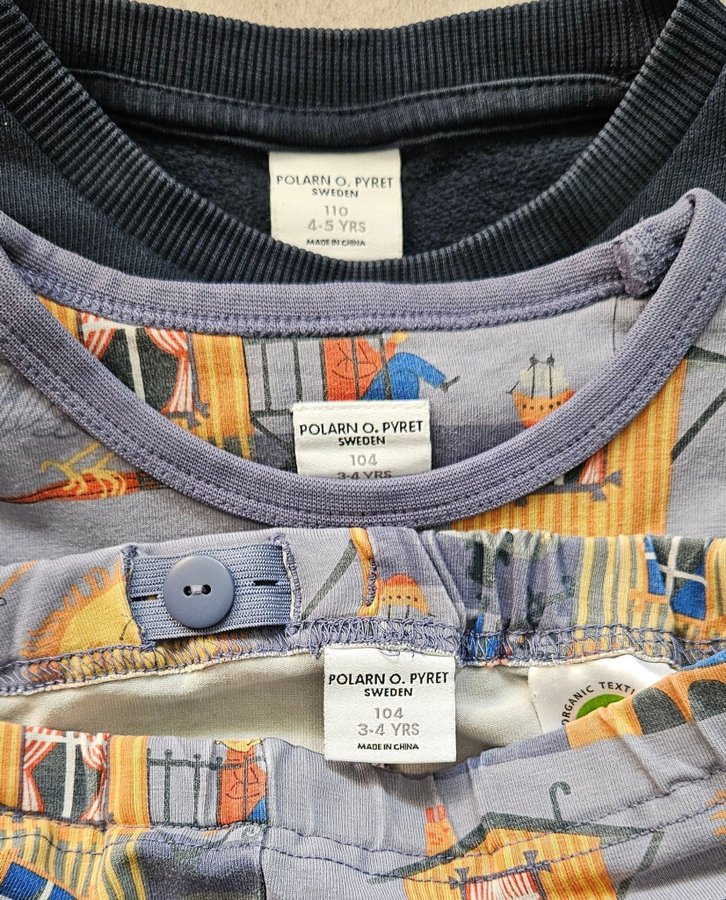 POLARN O. PYRET
SWEDEN
110
4-5 YRS
MADE IN CHINA
POLARN O. PYRET
SWEDEN
104
3-4 YRS
POLARN O. PYRET
SWEDEN
104
3-4 YRS
MADE IN CHINA
ORGANIC TEXTI